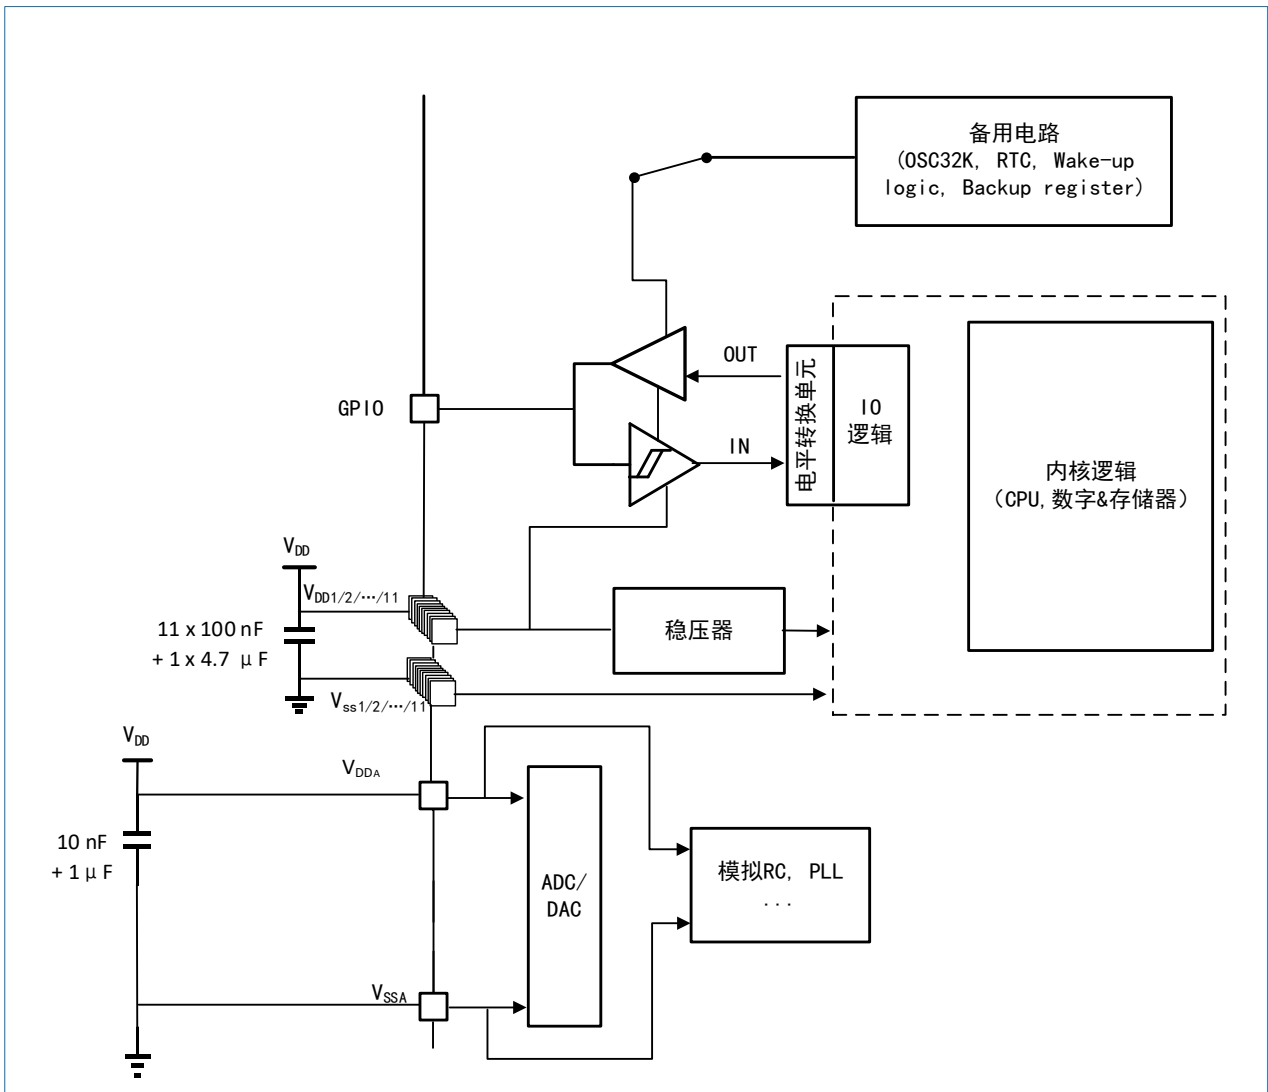 备用电路
(OSC32K, RTC, Wake-up
logic, Backup register)
OUT
GPIO
电平转换单元
IO
逻辑
IN
内核逻辑
（CPU,数字&存储器）
VDD
VDD1/2/…/11
11 x 100 nF
+ 1 x 4.7 μF
稳压器
Vss1/2/…/11
VDD
VDDA
10 nF
+ 1 μF
ADC/
DAC
模拟RC, PLL
...
VSSA